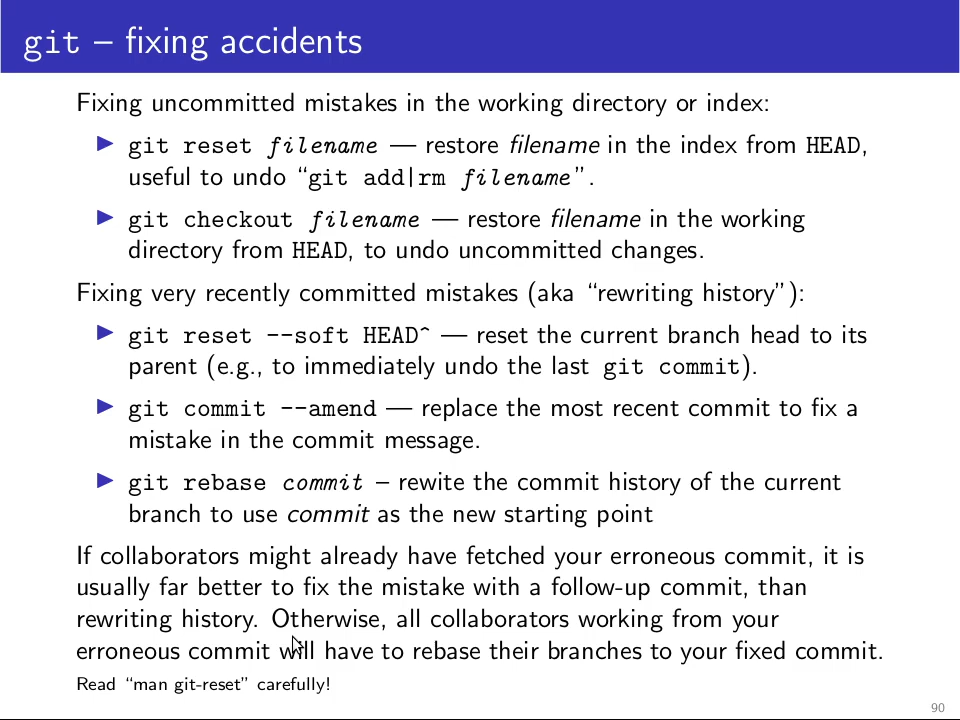 git – fixing accidents
Fixing uncommitted mistakes in the working directory or index:
▶ git reset filename — restore filename in the index from HEAD,
useful to undo “git add|rm filename”.
▶ git checkout filename — restore filename in the working
directory from HEAD, to undo uncommitted changes.
Fixing very recently committed mistakes (aka “rewriting history”):
▶ git reset --soft HEAD^ — reset the current branch head to its
parent (e.g., to immediately undo the last git commit).
▶ git commit --amend — replace the most recent commit to fix a
mistake in the commit message.
▶ git rebase commit – rewite the commit history of the current
branch to use commit as the new starting point
If collaborators might already have fetched your erroneous commit, it is
usually far better to fix the mistake with a follow-up commit, than
rewriting history. Otherwise, all collaborators working from your
erroneous commit will have to rebase their branches to your fixed commit.
Read “man git-reset” carefully!
90